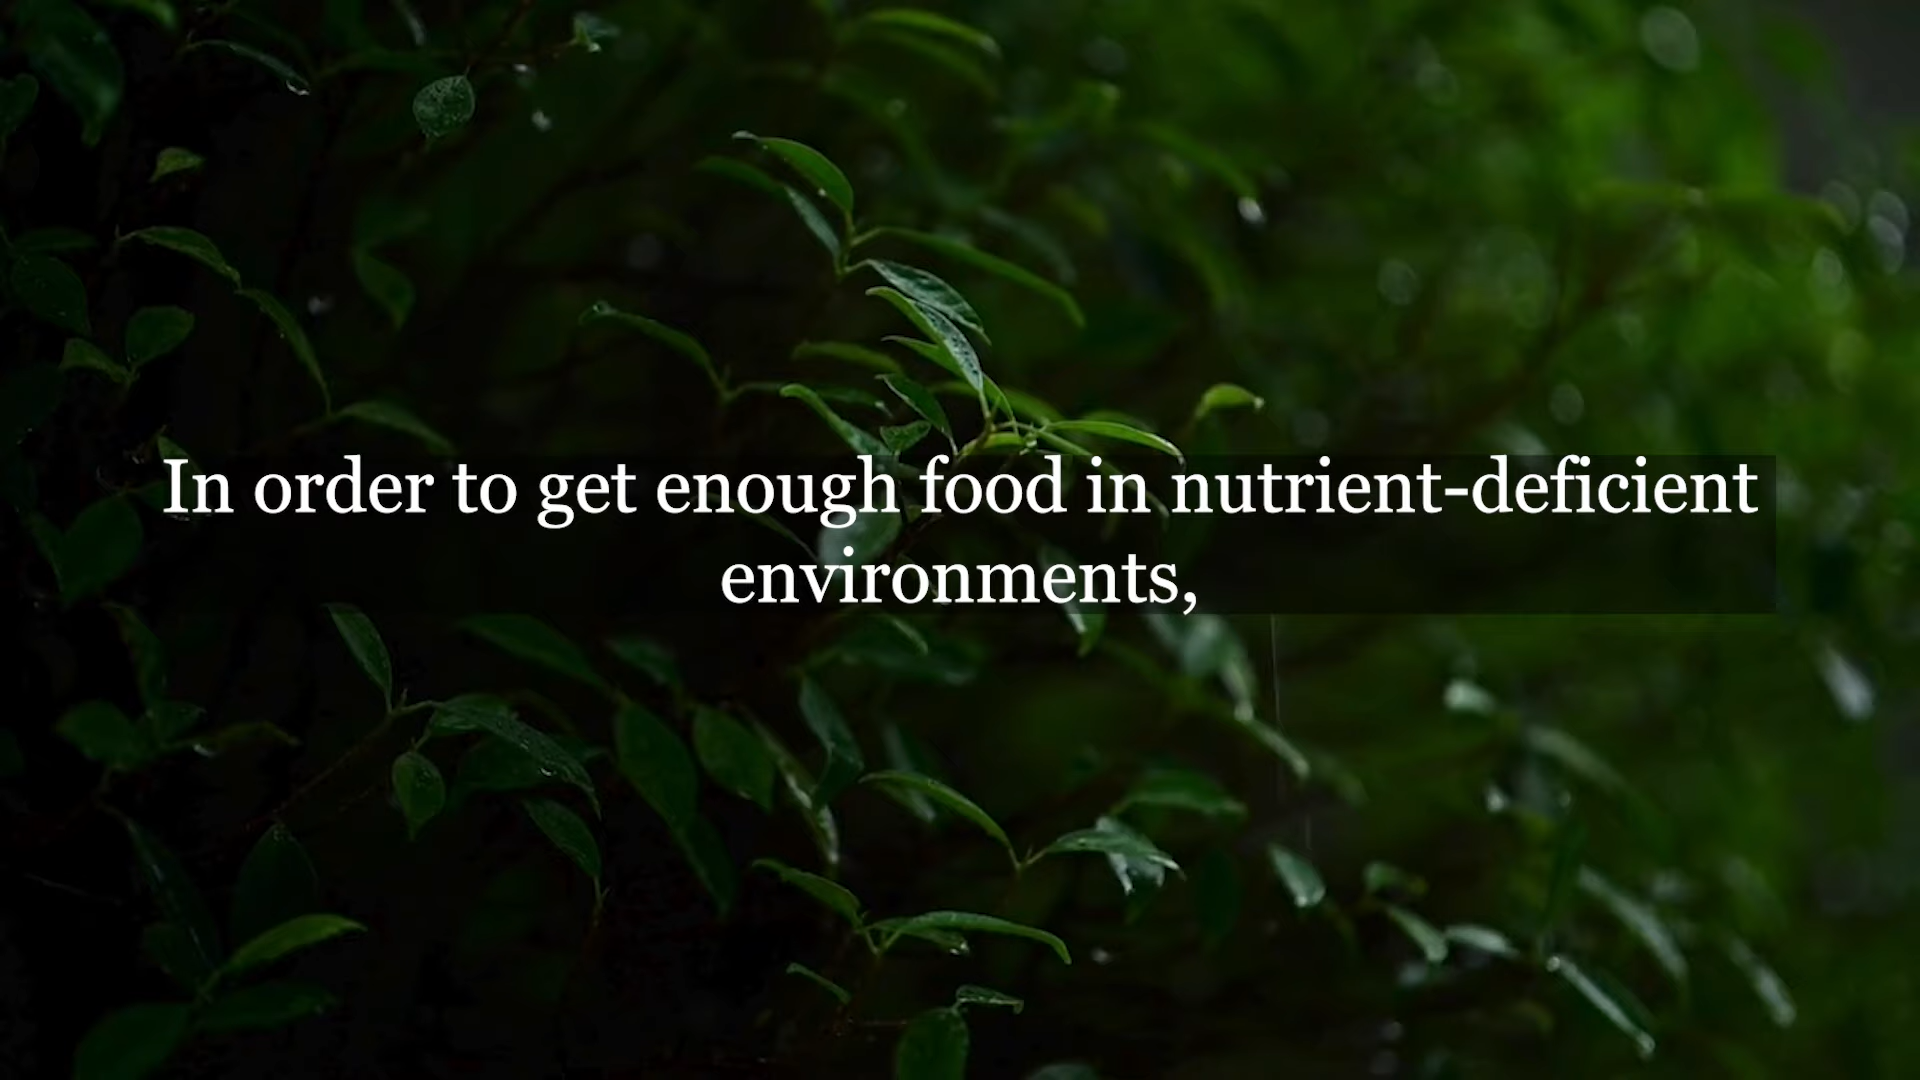 In order to get enough food in nutrient-deficient
environments,